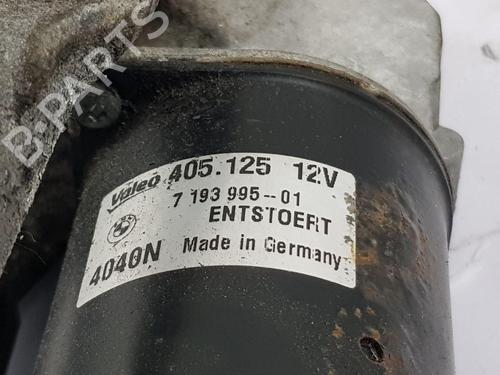 B-PARTS
Valeo 405.125 12V
7 193 995--01
ENTSTOERT
4040N Made in Germany